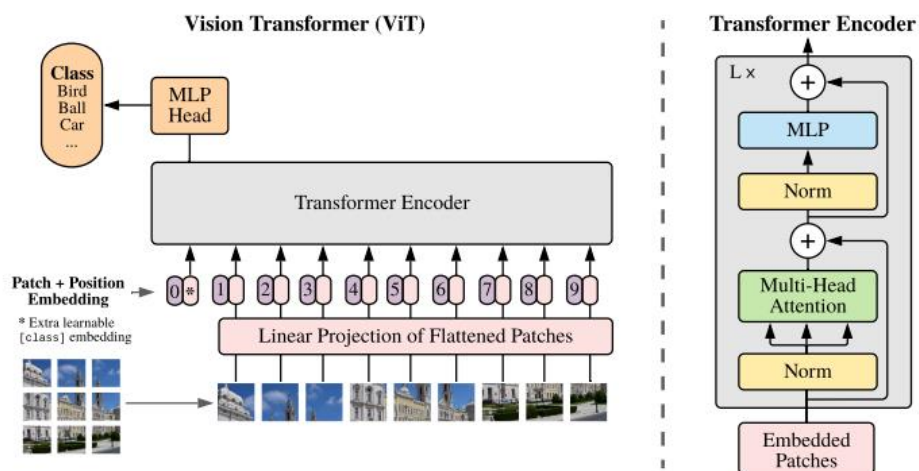 Vision Transformer (ViT)
Class
Bird
Ball
Car
...
MLP
Head
Transformer Encoder
0 * 1 2 3 4 5 6 7 8 9
Patch + Position
Embedding
* Extra learnable
[class] embedding
Linear Projection of Flattened Patches
Transformer Encoder
L ×
+
MLP
Norm
+
Multi-Head
Attention
Norm
Embedded
Patches